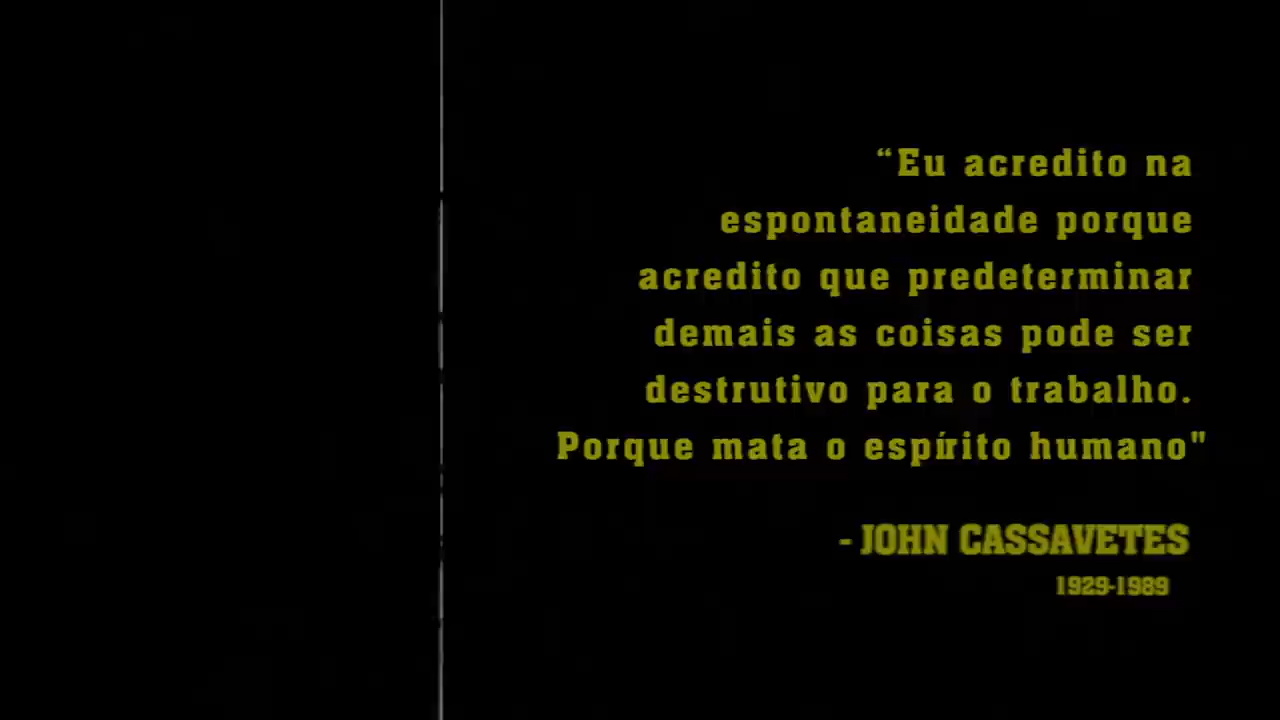 “Eu acredito na
espontaneidade porque
acredito que predeterminar
demais as coisas pode ser
destrutivo para o trabalho.
Porque mata o espírito humano"
- JOHN CASSAVETES
1929-1989